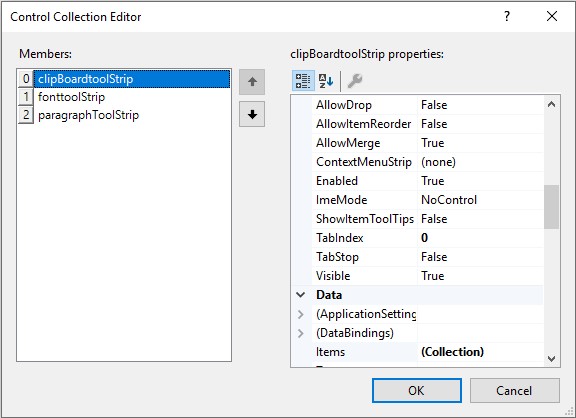 Control Collection Editor
Members:
clipBoardtoolStrip properties:
0 clipBoardtoolStrip
1 fonttoolStrip
2 paragraphToolStrip
AllowDrop False
AllowItemReorder False
AllowMerge True
ContextMenuStrip (none)
Enabled True
ImeMode NoControl
ShowItemToolTips False
TabIndex 0
TabStop False
Visible True
Data
(ApplicationSetting
(DataBindings)
Items (Collection)
OK Cancel